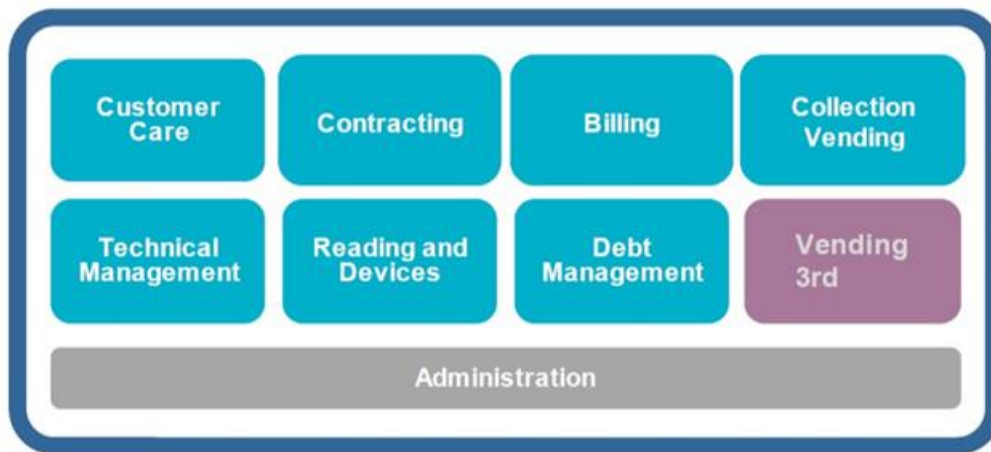 Customer
Care
Contracting
Billing
Collection
Vending
Technical
Management
Reading and
Devices
Debt
Management
Vending
3rd
Administration